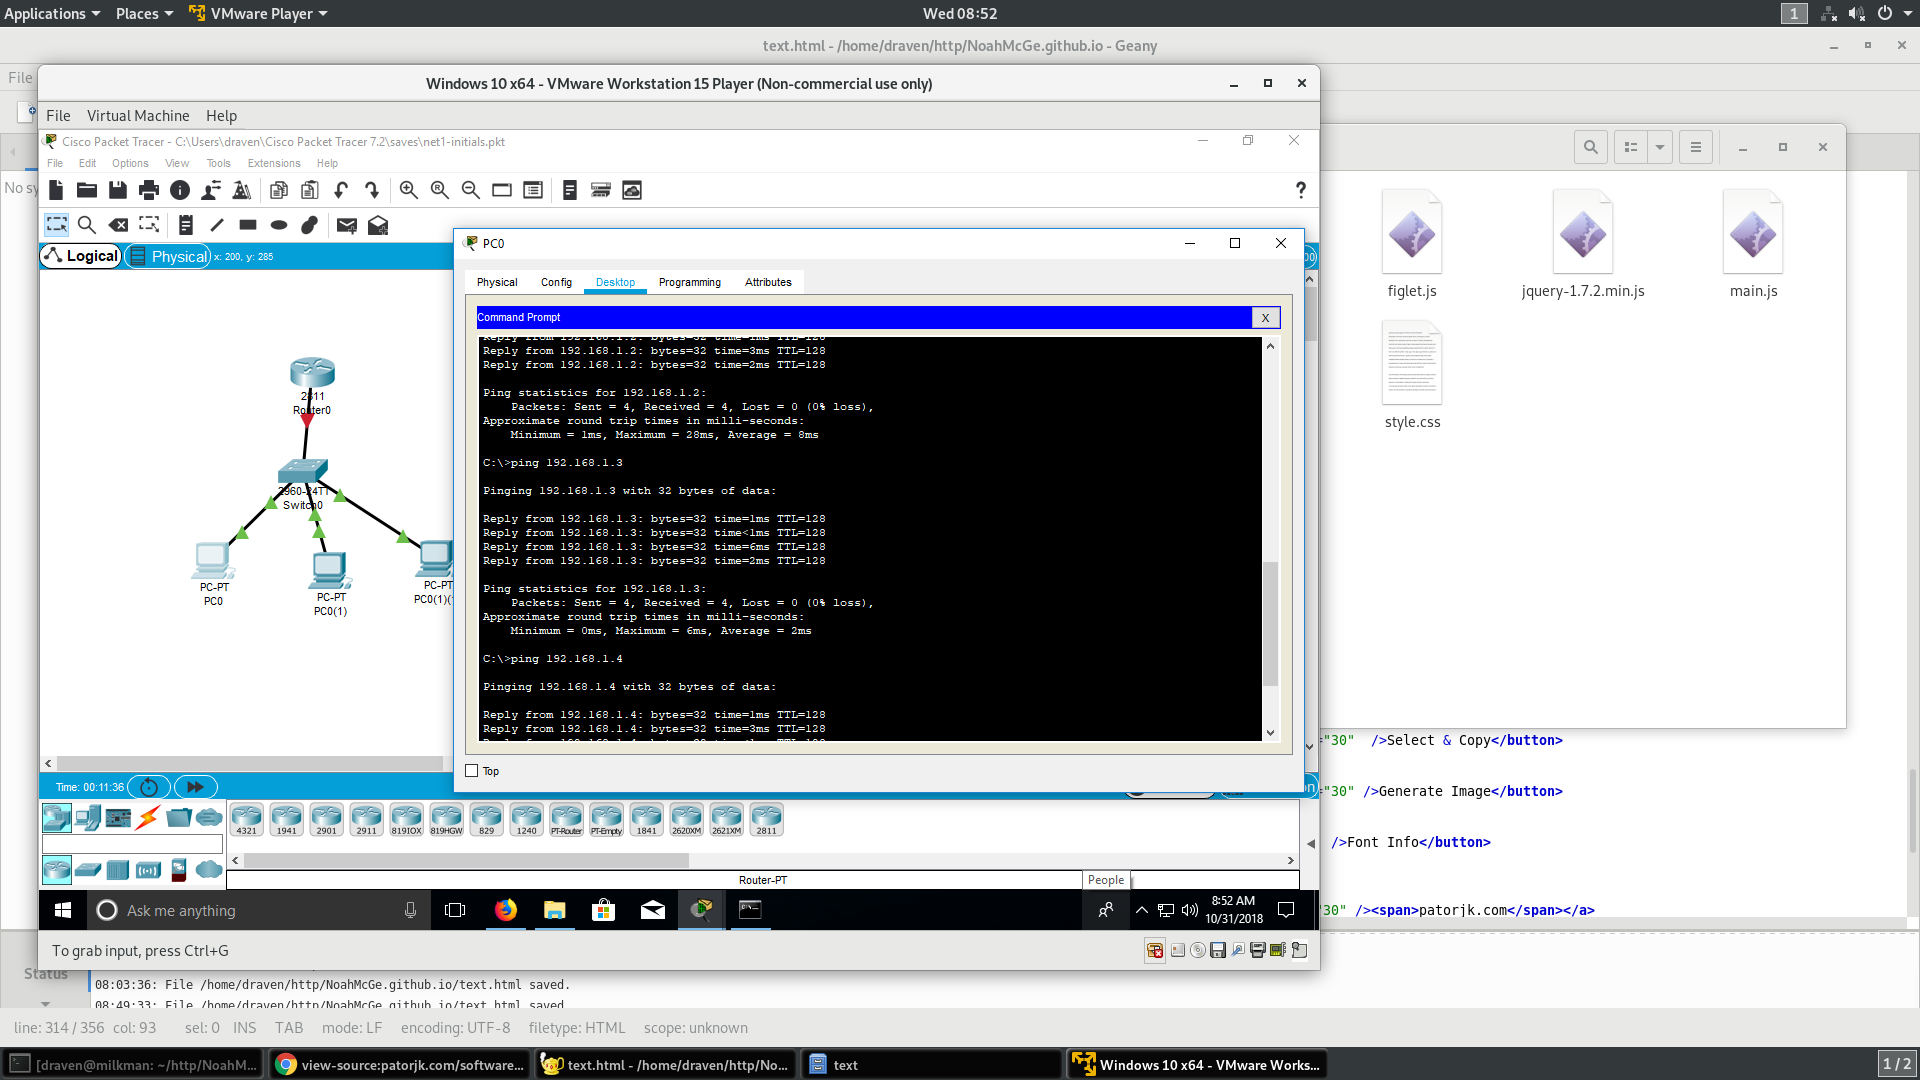 Applications
Places
VMware Player
Wed 08:52
1
text.html - /home/draven/http/NoahMcGe.github.io - Geany
File
Windows 10 x64 - VMware Workstation 15 Player (Non-commercial use only)
File Virtual Machine Help
Cisco Packet Tracer - C:\Users\draven\Cisco Packet Tracer 7.2\saves\net1-initials.pkt
File Edit Options View Tools Extensions Help
No sy
Logical
Physical
x: 200, y: 285
PC0
Physical Config Desktop Programming Attributes
Command Prompt
X
Reply from 192.168.1.2: bytes=32 time=3ms TTL=128
Reply from 192.168.1.2: bytes=32 time=2ms TTL=128
Ping statistics for 192.168.1.2:
Packets: Sent = 4, Received = 4, Lost = 0 (0% loss),
Approximate round trip times in milli-seconds:
Minimum = 1ms, Maximum = 28ms, Average = 8ms
C:\>ping 192.168.1.3
Pinging 192.168.1.3 with 32 bytes of data:
Reply from 192.168.1.3: bytes=32 time=1ms TTL=128
Reply from 192.168.1.3: bytes=32 time<1ms TTL=128
Reply from 192.168.1.3: bytes=32 time=6ms TTL=128
Reply from 192.168.1.3: bytes=32 time=2ms TTL=128
Ping statistics for 192.168.1.3:
Packets: Sent = 4, Received = 4, Lost = 0 (0% loss),
Approximate round trip times in milli-seconds:
Minimum = 0ms, Maximum = 6ms, Average = 2ms
C:\>ping 192.168.1.4
Pinging 192.168.1.4 with 32 bytes of data:
Reply from 192.168.1.4: bytes=32 time=1ms TTL=128
Reply from 192.168.1.4: bytes=32 time=3ms TTL=128
Top
2811
Router0
2960-24TT
Switch0
PC-PT
PC0
PC-PT
PC0(1)
PC-PT
PC0(1)(
figlet.js
jquery-1.7.2.min.js
main.js
style.css
="30" />Select & Copy</button>
="30" />Generate Image</button>
/>Font Info</button>
"30" /><span>patorjk.com</span></a>
Time: 00:11:36
4321 1941 2901 2911 819IOX 819HGW 829 1240 PT-Router PT-Empty 1841 2620XM 2621XM 2811
Router-PT
People
Ask me anything
8:52 AM
10/31/2018
To grab input, press Ctrl+G
Status
08:03:36: File /home/draven/http/NoahMcGe.github.io/text.html saved.
08:49:33: File /home/draven/http/NoahMcGe.github.io/text.html saved.
line: 314 / 356 col: 93 sel: 0 INS TAB mode: LF encoding: UTF-8 filetype: HTML scope: unknown
[draven@milkman: ~/http/NoahM...
view-source:patorjk.com/software...
text.html - /home/draven/http/No...
text
Windows 10 x64 - VMware Works...
1 / 2